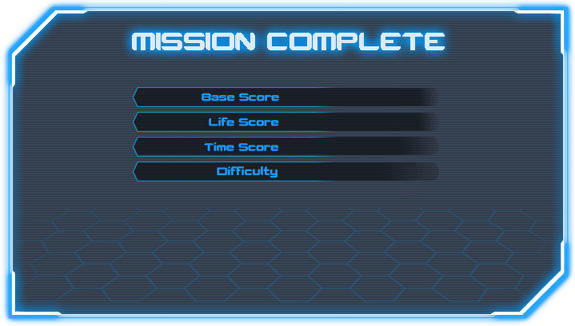 MISSION COMPLETE
Base Score
Life Score
Time Score
Difficulty